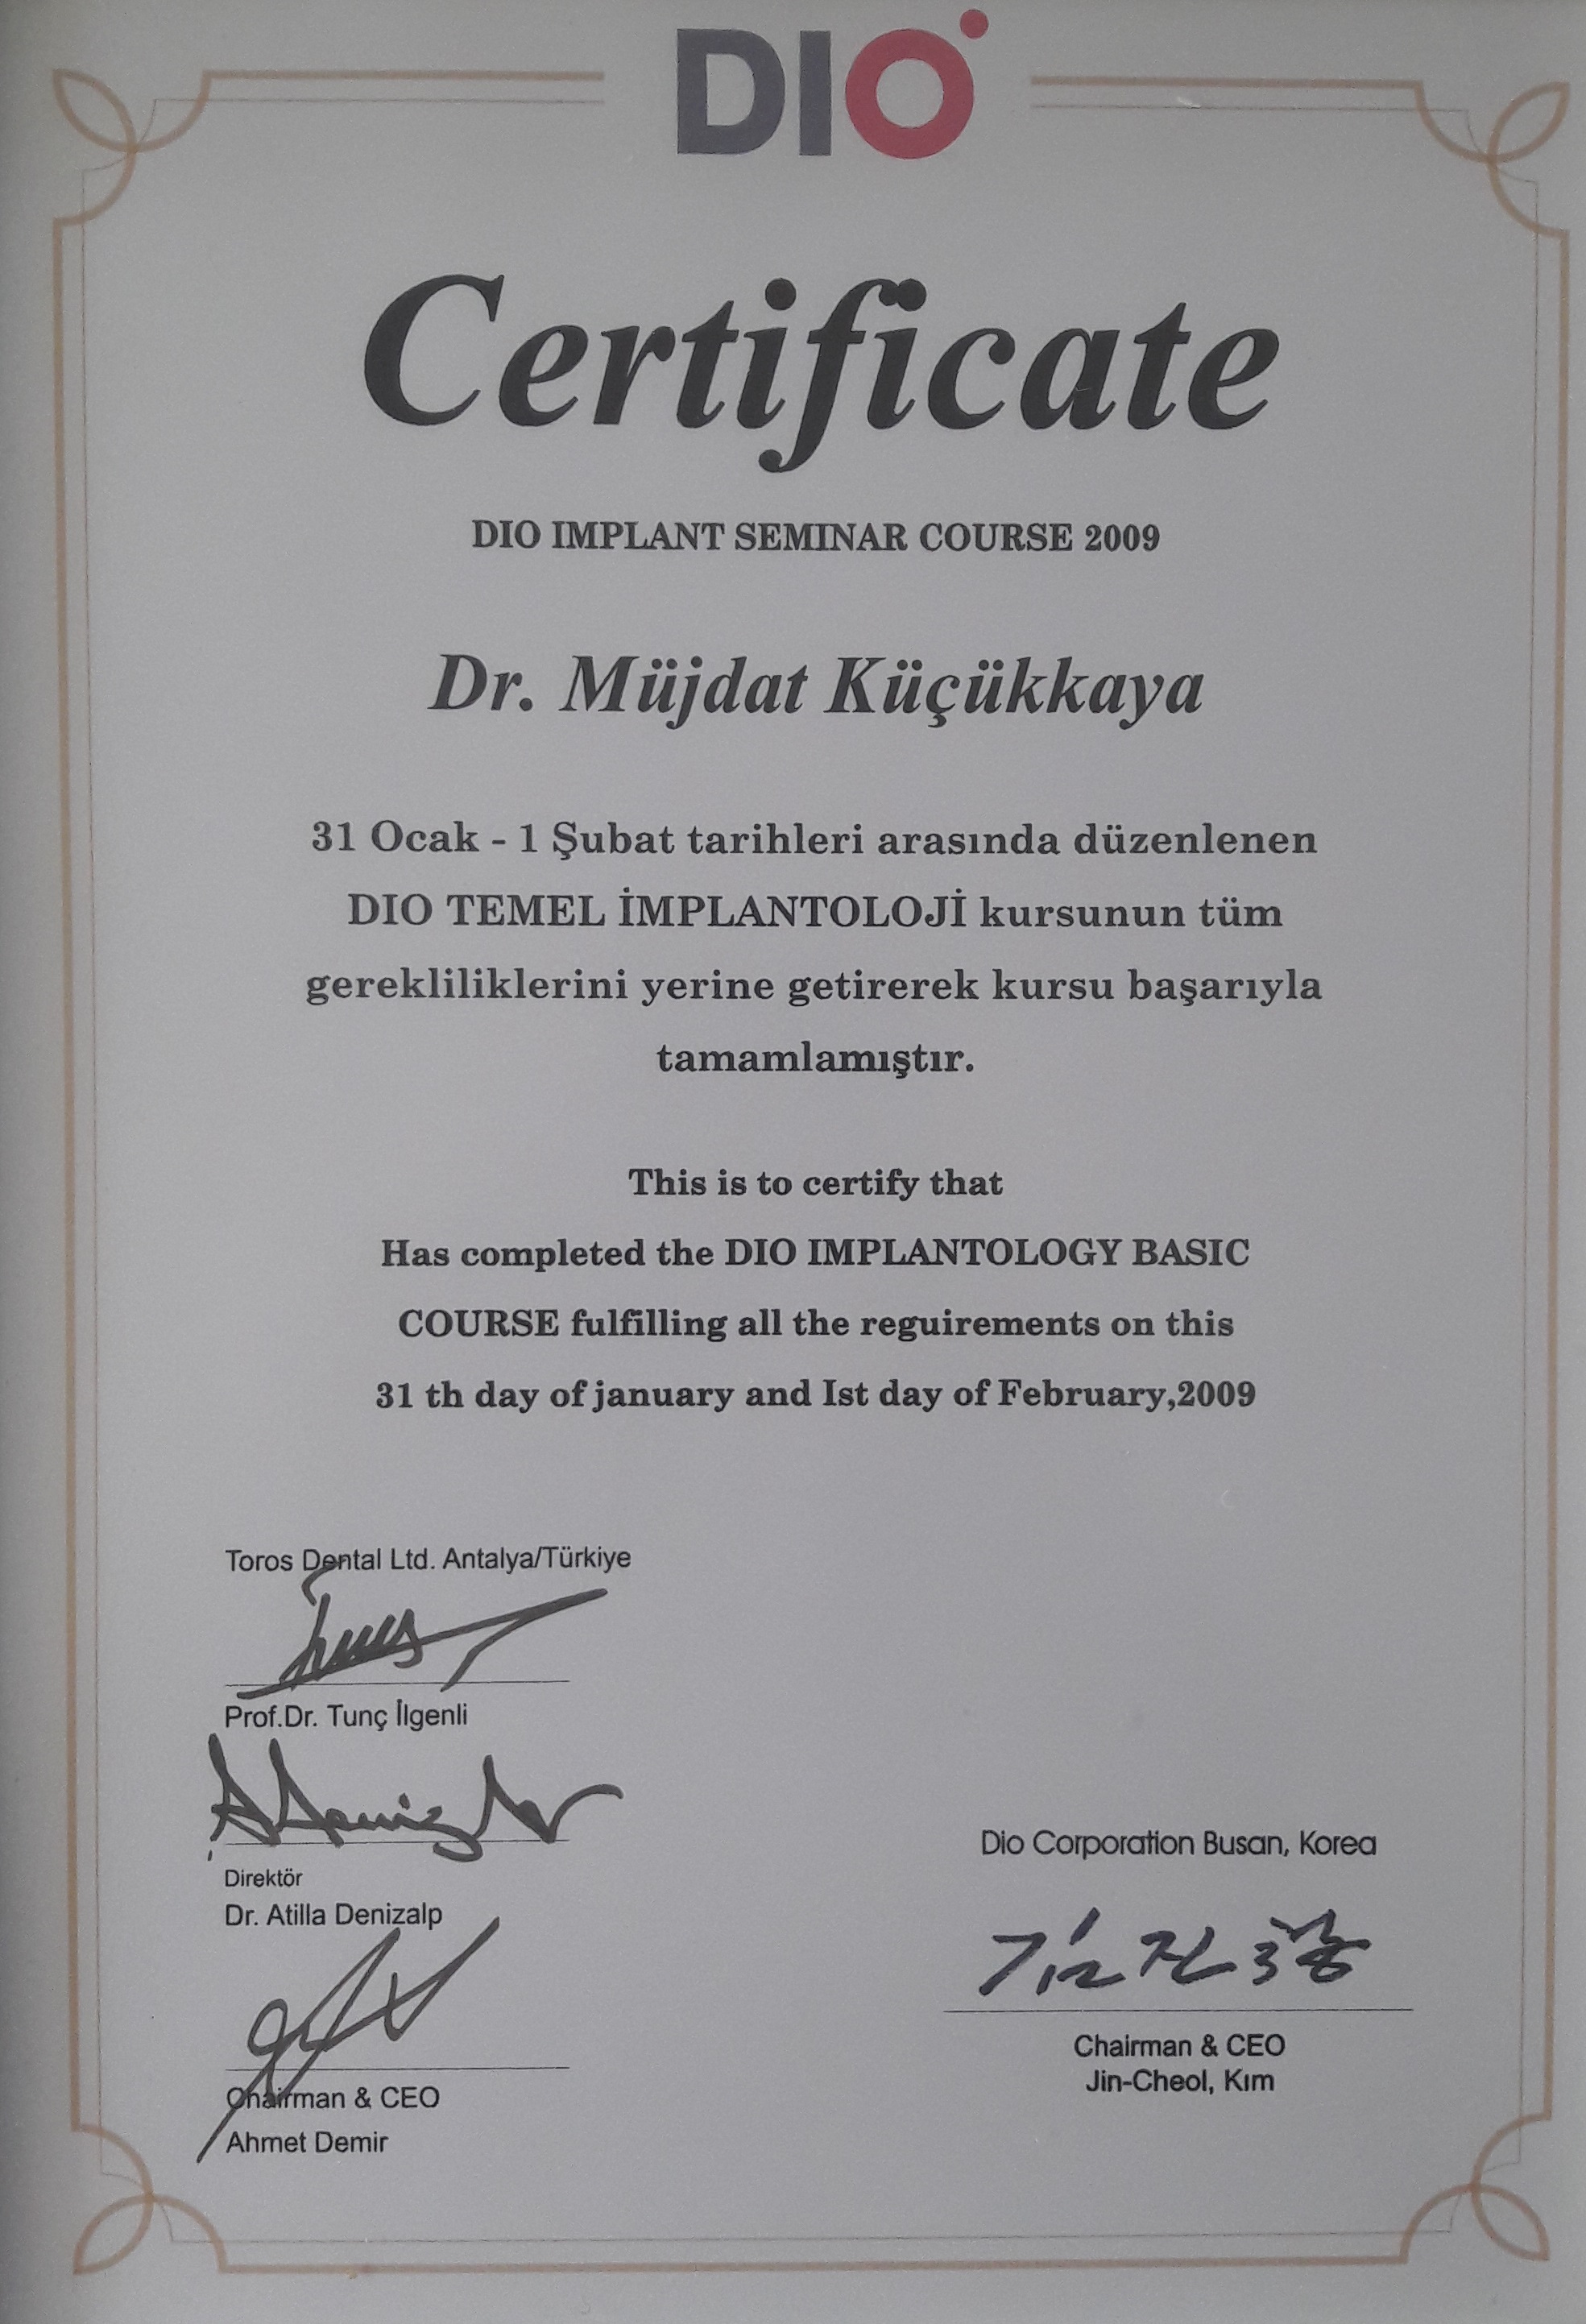 DIO
Certificate
DIO IMPLANT SEMINAR COURSE 2009
Dr. Müjdat Küçükkaya
31 Ocak - 1 Şubat tarihleri arasında düzenlenen
DIO TEMEL İMPLANTOLOJİ kursunun tüm
gerekliliklerini yerine getirerek kursu başarıyla
tamamlamıştır.
This is to certify that
Has completed the DIO IMPLANTOLOGY BASIC
COURSE fulfilling all the reguirements on this
31 th day of january and Ist day of February,2009
Toros Dental Ltd. Antalya/Türkiye
Prof.Dr. Tunç İlgenli
Direktör
Dr. Atilla Denizalp
Chairman & CEO
Ahmet Demir
Dio Corporation Busan, Korea
김진철
Chairman & CEO
Jin-Cheol, Kım